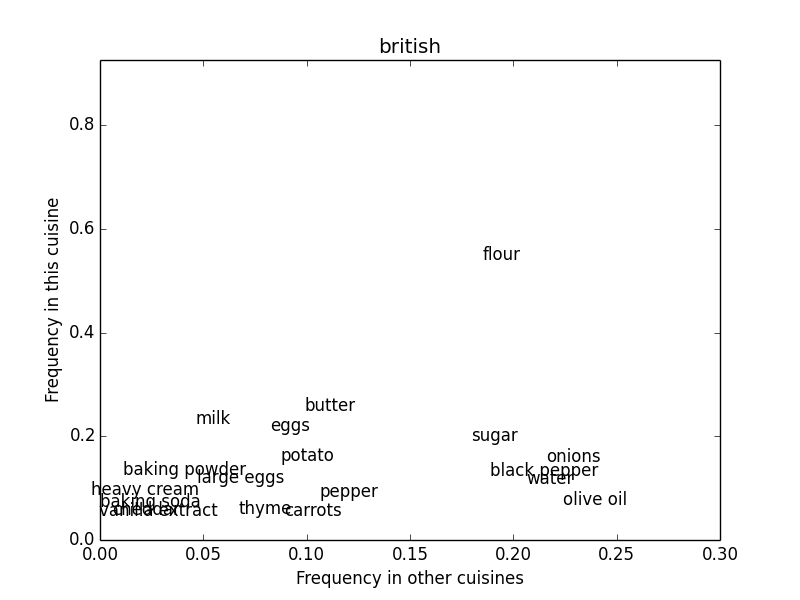 british
0.8
flour
0.6
Frequency in this cuisine
0.4
butter
milk
eggs
sugar
0.2
potato
onions
baking powder
black pepper
large eggs
water
heavy cream
pepper
baking soda
olive oil
cheddar
vanilla extract
thyme
carrots
0.0
0.00 0.05 0.10 0.15 0.20 0.25 0.30
Frequency in other cuisines